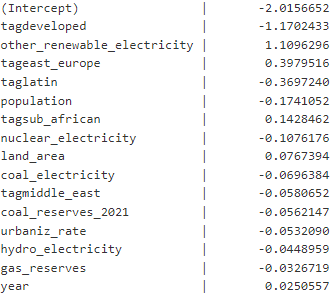 (Intercept) | -2.0156652
tagdeveloped | -1.1702433
other_renewable_electricity | 1.1096296
tageast_europe | 0.3979516
taglatin | -0.3697240
population | -0.1741052
tagsub_african | 0.1428462
nuclear_electricity | -0.1076176
land_area | 0.0767394
coal_electricity | -0.0696384
tagmiddle_east | -0.0580652
coal_reserves_2021 | -0.0562147
urbaniz_rate | -0.0532090
hydro_electricity | -0.0448959
gas_reserves | -0.0326719
year | 0.0250557